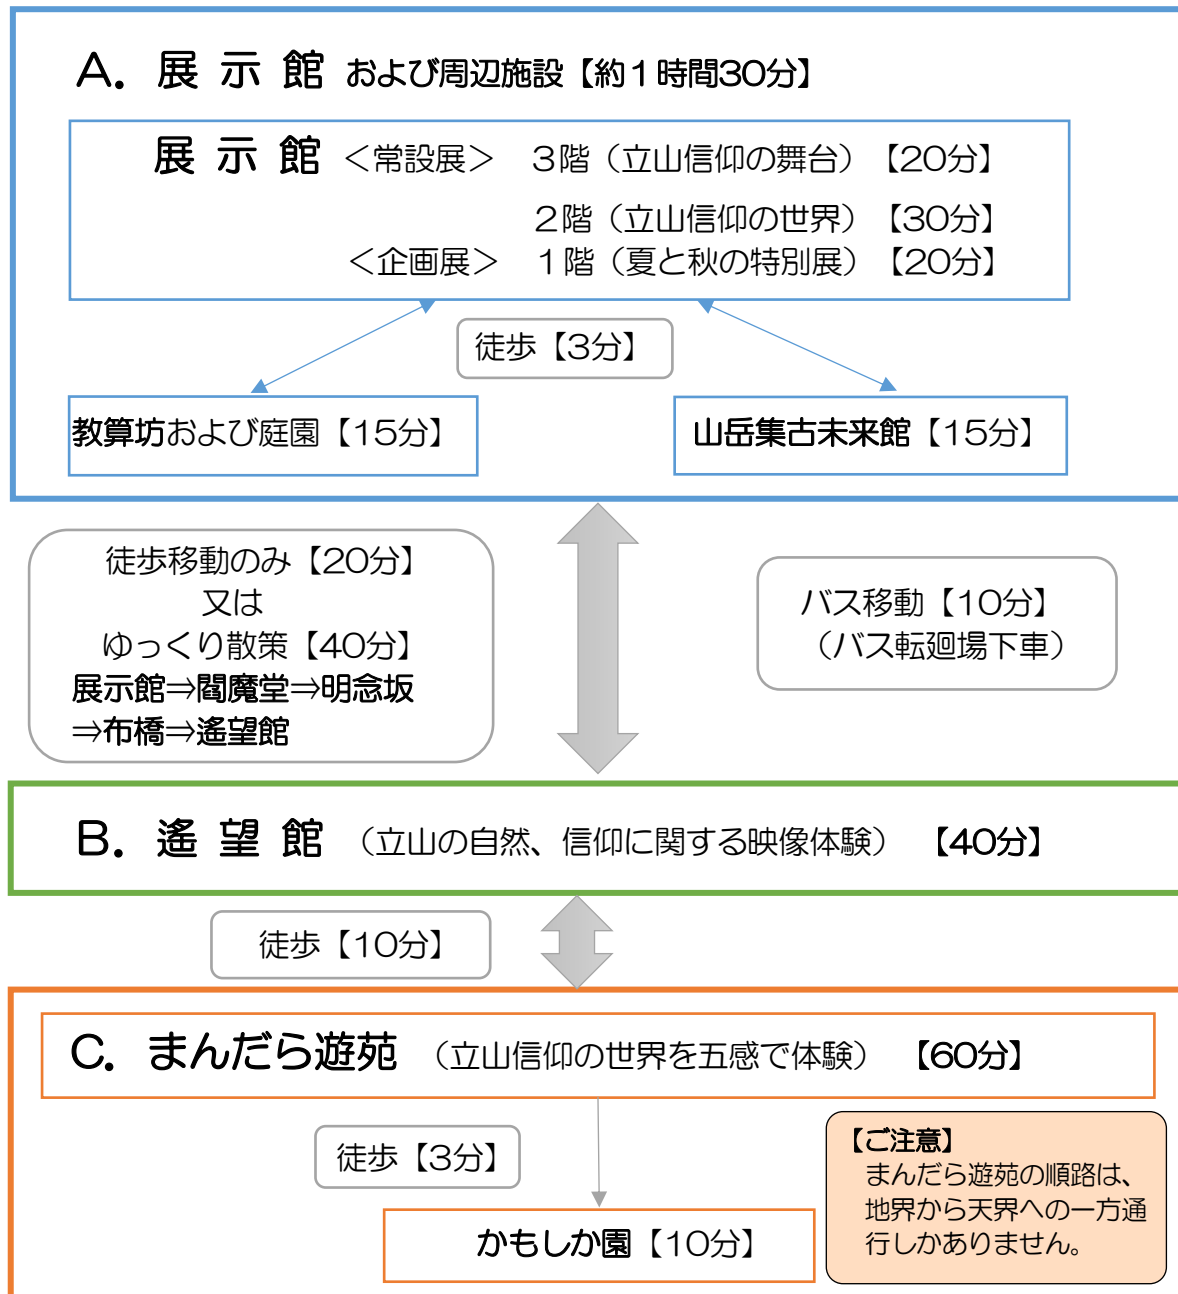 A. 展 示 館 および周辺施設【約１時間30分】
展 示 館 ＜常設展＞ ３階（立山信仰の舞台）【20分】
２階（立山信仰の世界）【30分】
＜企画展＞ １階（夏と秋の特別展）【20分】
徒歩【3分】
教算坊および庭園【15分】
山岳集古未来館【15分】
徒歩移動のみ【20分】
又は
ゆっくり散策【40分】
展示館⇒閻魔堂⇒明念坂
⇒布橋⇒遙望館
バス移動【10分】
（バス転廻場下車）
B. 遙 望 館 （立山の自然、信仰に関する映像体験） 【40分】
徒歩【10分】
C. まんだら遊苑 （立山信仰の世界を五感で体験） 【60分】
徒歩【3分】
かもしか園【10分】
【ご注意】
まんだら遊苑の順路は、
地界から天界への一方通
行しかありません。